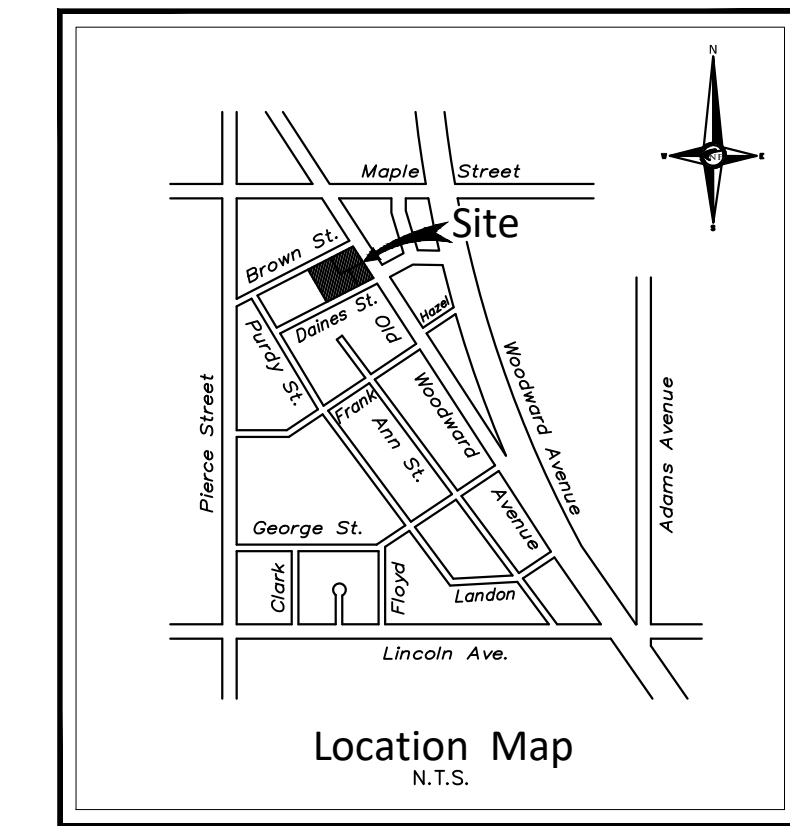 N
W
E
NF
S
Maple Street
Site
Brown St.
Daines St.
Hazel
Old
Woodward
Avenue
Purdy St.
Frank
Ann St.
Woodward Avenue
Pierce Street
Adams Avenue
George St.
Clark
Floyd
Landon
Lincoln Ave.
Location Map
N.T.S.